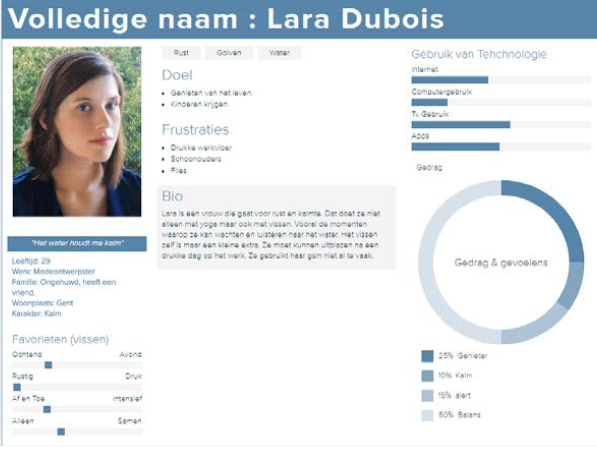 Volledige naam : Lara Dubois
Rust Golven Water
Doel
Genieten van het leven.
Kinderen krijgen.
Frustraties
Drukke werkvloer
Schoonouders
Files
Bio
Lara is een vrouw die gaat voor rust en kalmte. Dat doet ze niet
alleen met yoga maar ook met vissen. Vooral de momenten
waarop ze kan wachten en luisteren naar het water. Het vissen
zelf is maar een kleine extra. Ze moet kunnen uitblazen na een
drukke dag op het werk. Ze gebruikt haar gsm niet al te vaak.
"Het water houdt me kalm"
Leeftijd: 29
Werk: Modeontwerpster
Familie: Ongehuwd, heeft een
vriend.
Woonplaats: Gent
Karakter: Kalm
Favorieten (vissen)
Ochtend Avond
Rustig Druk
Af en Toe Intensief
Alleen Samen
Gebruik van Tehchnologie
Internet
Computergebruik
Tv Gebruik
Apps
Gedrag
Gedrag & gevoelens
25% Genieter
10% Kalm
15% alert
50% Balans